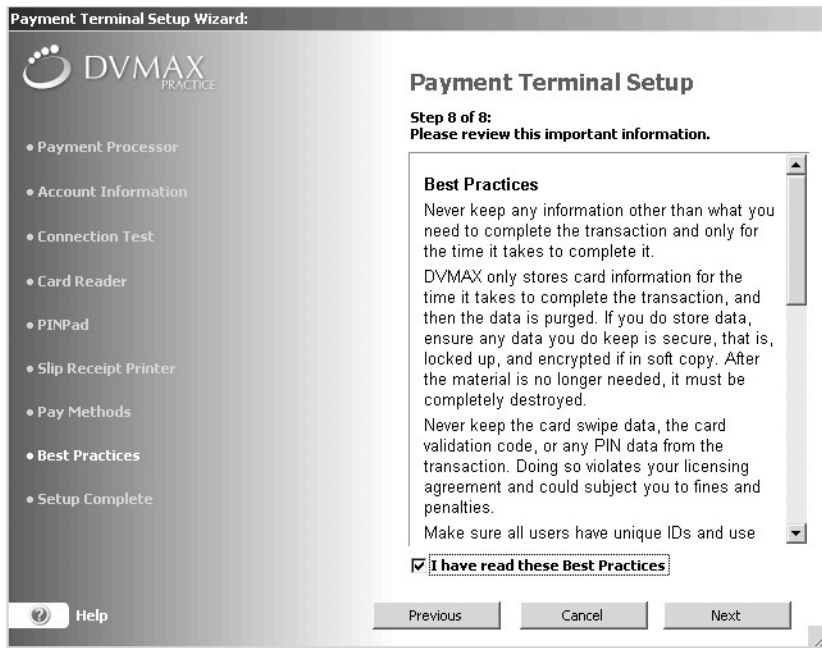 Payment Terminal Setup Wizard:
DVMAX
PRACTICE
• Payment Processor
• Account Information
• Connection Test
• Card Reader
• PINPad
• Slip Receipt Printer
• Pay Methods
• Best Practices
• Setup Complete
? Help
Payment Terminal Setup
Step 8 of 8:
Please review this important information.
Best Practices
Never keep any information other than what you
need to complete the transaction and only for
the time it takes to complete it.
DVMAX only stores card information for the
time it takes to complete the transaction, and
then the data is purged. If you do store data,
ensure any data you do keep is secure, that is,
locked up, and encrypted if in soft copy. After
the material is no longer needed, it must be
completely destroyed.
Never keep the card swipe data, the card
validation code, or any PIN data from the
transaction. Doing so violates your licensing
agreement and could subject you to fines and
penalties.
Make sure all users have unique IDs and use
I have read these Best Practices
Previous
Cancel
Next